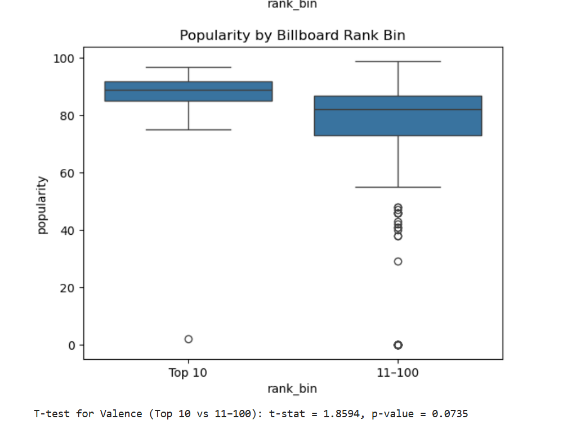 rank_bin
Popularity by Billboard Rank Bin
100
80
60
40
20
0
popularity
Top 10 11–100
rank_bin
T-test for Valence (Top 10 vs 11–100): t-stat = 1.8594, p-value = 0.0735